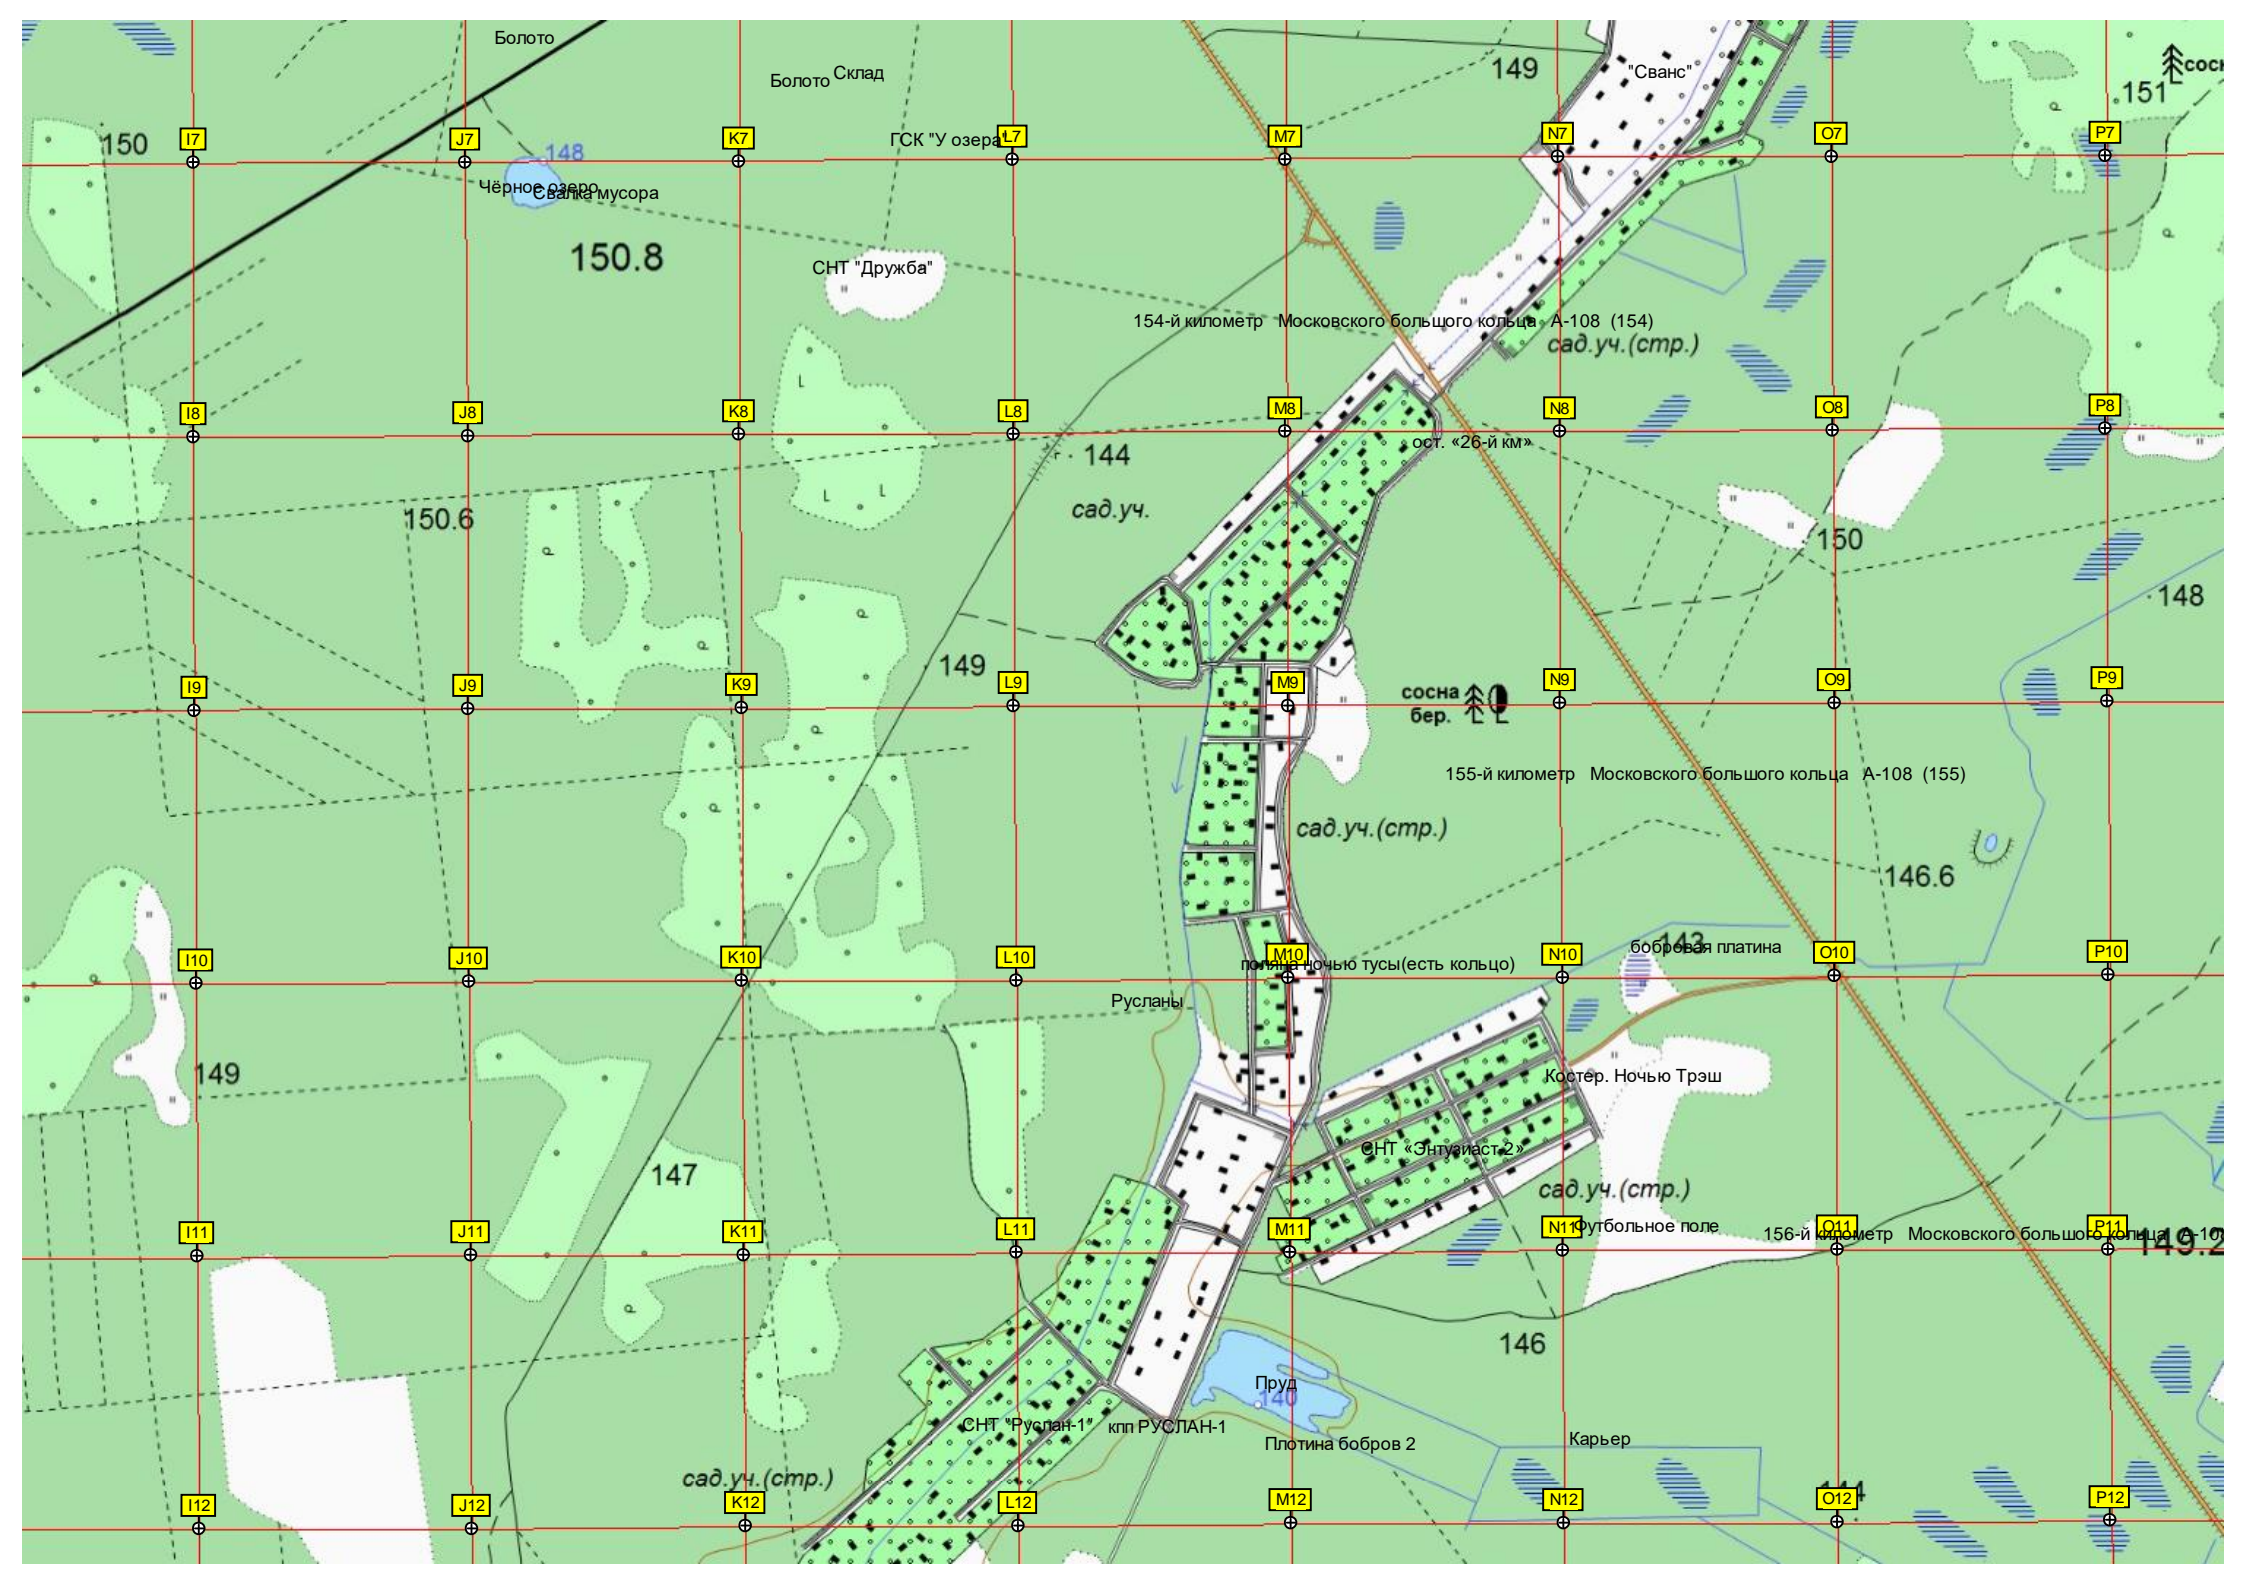 Болото
Болото Склад
149
"Сванс"
151
150
I7
J7
148
K7
ГСК "У озера"
L7
M7
N7
O7
P7
Чёрное озеро
Свалка мусора
150.8
СНТ "Дружба"
154-й километр Московского большого кольца А-108 (154)
сад.уч.(стр.)
I8
J8
K8
L8
M8
N8
O8
P8
ост. «26-й км»
144
сад.уч.
150.6
150
148
149
I9
J9
K9
L9
M9
сосна
бер.
N9
O9
P9
155-й километр Московского большого кольца А-108 (155)
сад.уч.(стр.)
146.6
I10
J10
K10
L10
M10
поляна ночью тусы(есть кольцо)
N10
143
бобровая платина
O10
P10
Русланы
149
Костер. Ночью Трэш
СНТ «Энтузиаст-2»
147
сад.уч.(стр.)
I11
J11
K11
L11
M11
N11
Футбольное поле
O11
P11
156-й километр Московского большого кольца А-108
149.2
146
Пруд
140
СНТ "Руслан-1"
кпп РУСЛАН-1
Плотина бобров 2
Карьер
сад.уч.(стр.)
144
I12
J12
K12
L12
M12
N12
O12
P12